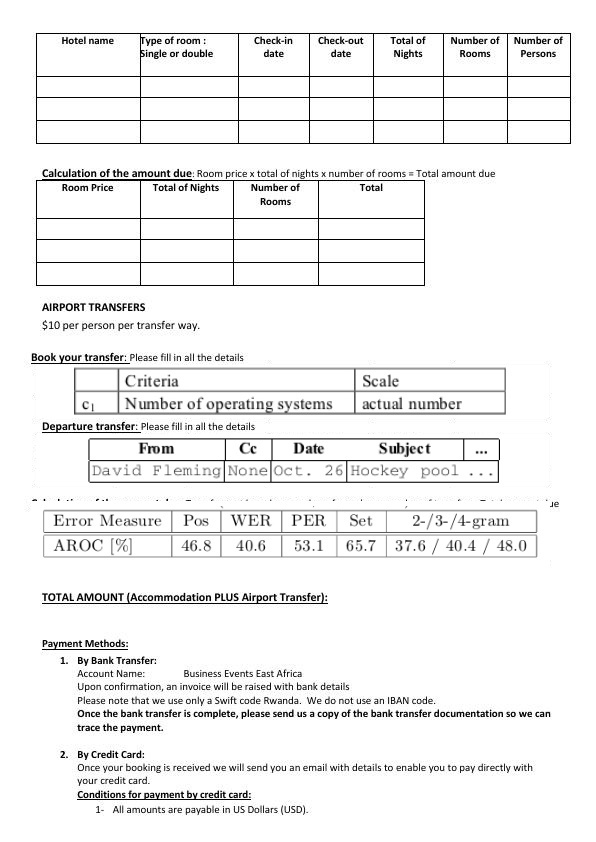 Hotel name Type of room : Check-in Check-out Total of Number of Number of
Single or double date date Nights Rooms Persons
Calculation of the amount due: Room price x total of nights x number of rooms = Total amount due
Room Price Total of Nights Number of Total
Rooms
AIRPORT TRANSFERS
$10 per person per transfer way.
Book your transfer: Please fill in all the details
Criteria Scale
c1 Number of operating systems actual number
Departure transfer: Please fill in all the details
From Cc Date Subject ...
David Fleming None Oct. 26 Hockey pool ...
Error Measure Pos WER PER Set 2-/3-/4-gram
AROC [%] 46.8 40.6 53.1 65.7 37.6 / 40.4 / 48.0
TOTAL AMOUNT (Accommodation PLUS Airport Transfer):
Payment Methods:
1. By Bank Transfer:
Account Name: Business Events East Africa
Upon confirmation, an invoice will be raised with bank details
Please note that we use only a Swift code Rwanda. We do not use an IBAN code.
Once the bank transfer is complete, please send us a copy of the bank transfer documentation so we can
trace the payment.
2. By Credit Card:
Once your booking is received we will send you an email with details to enable you to pay directly with
your credit card.
Conditions for payment by credit card:
1- All amounts are payable in US Dollars (USD).